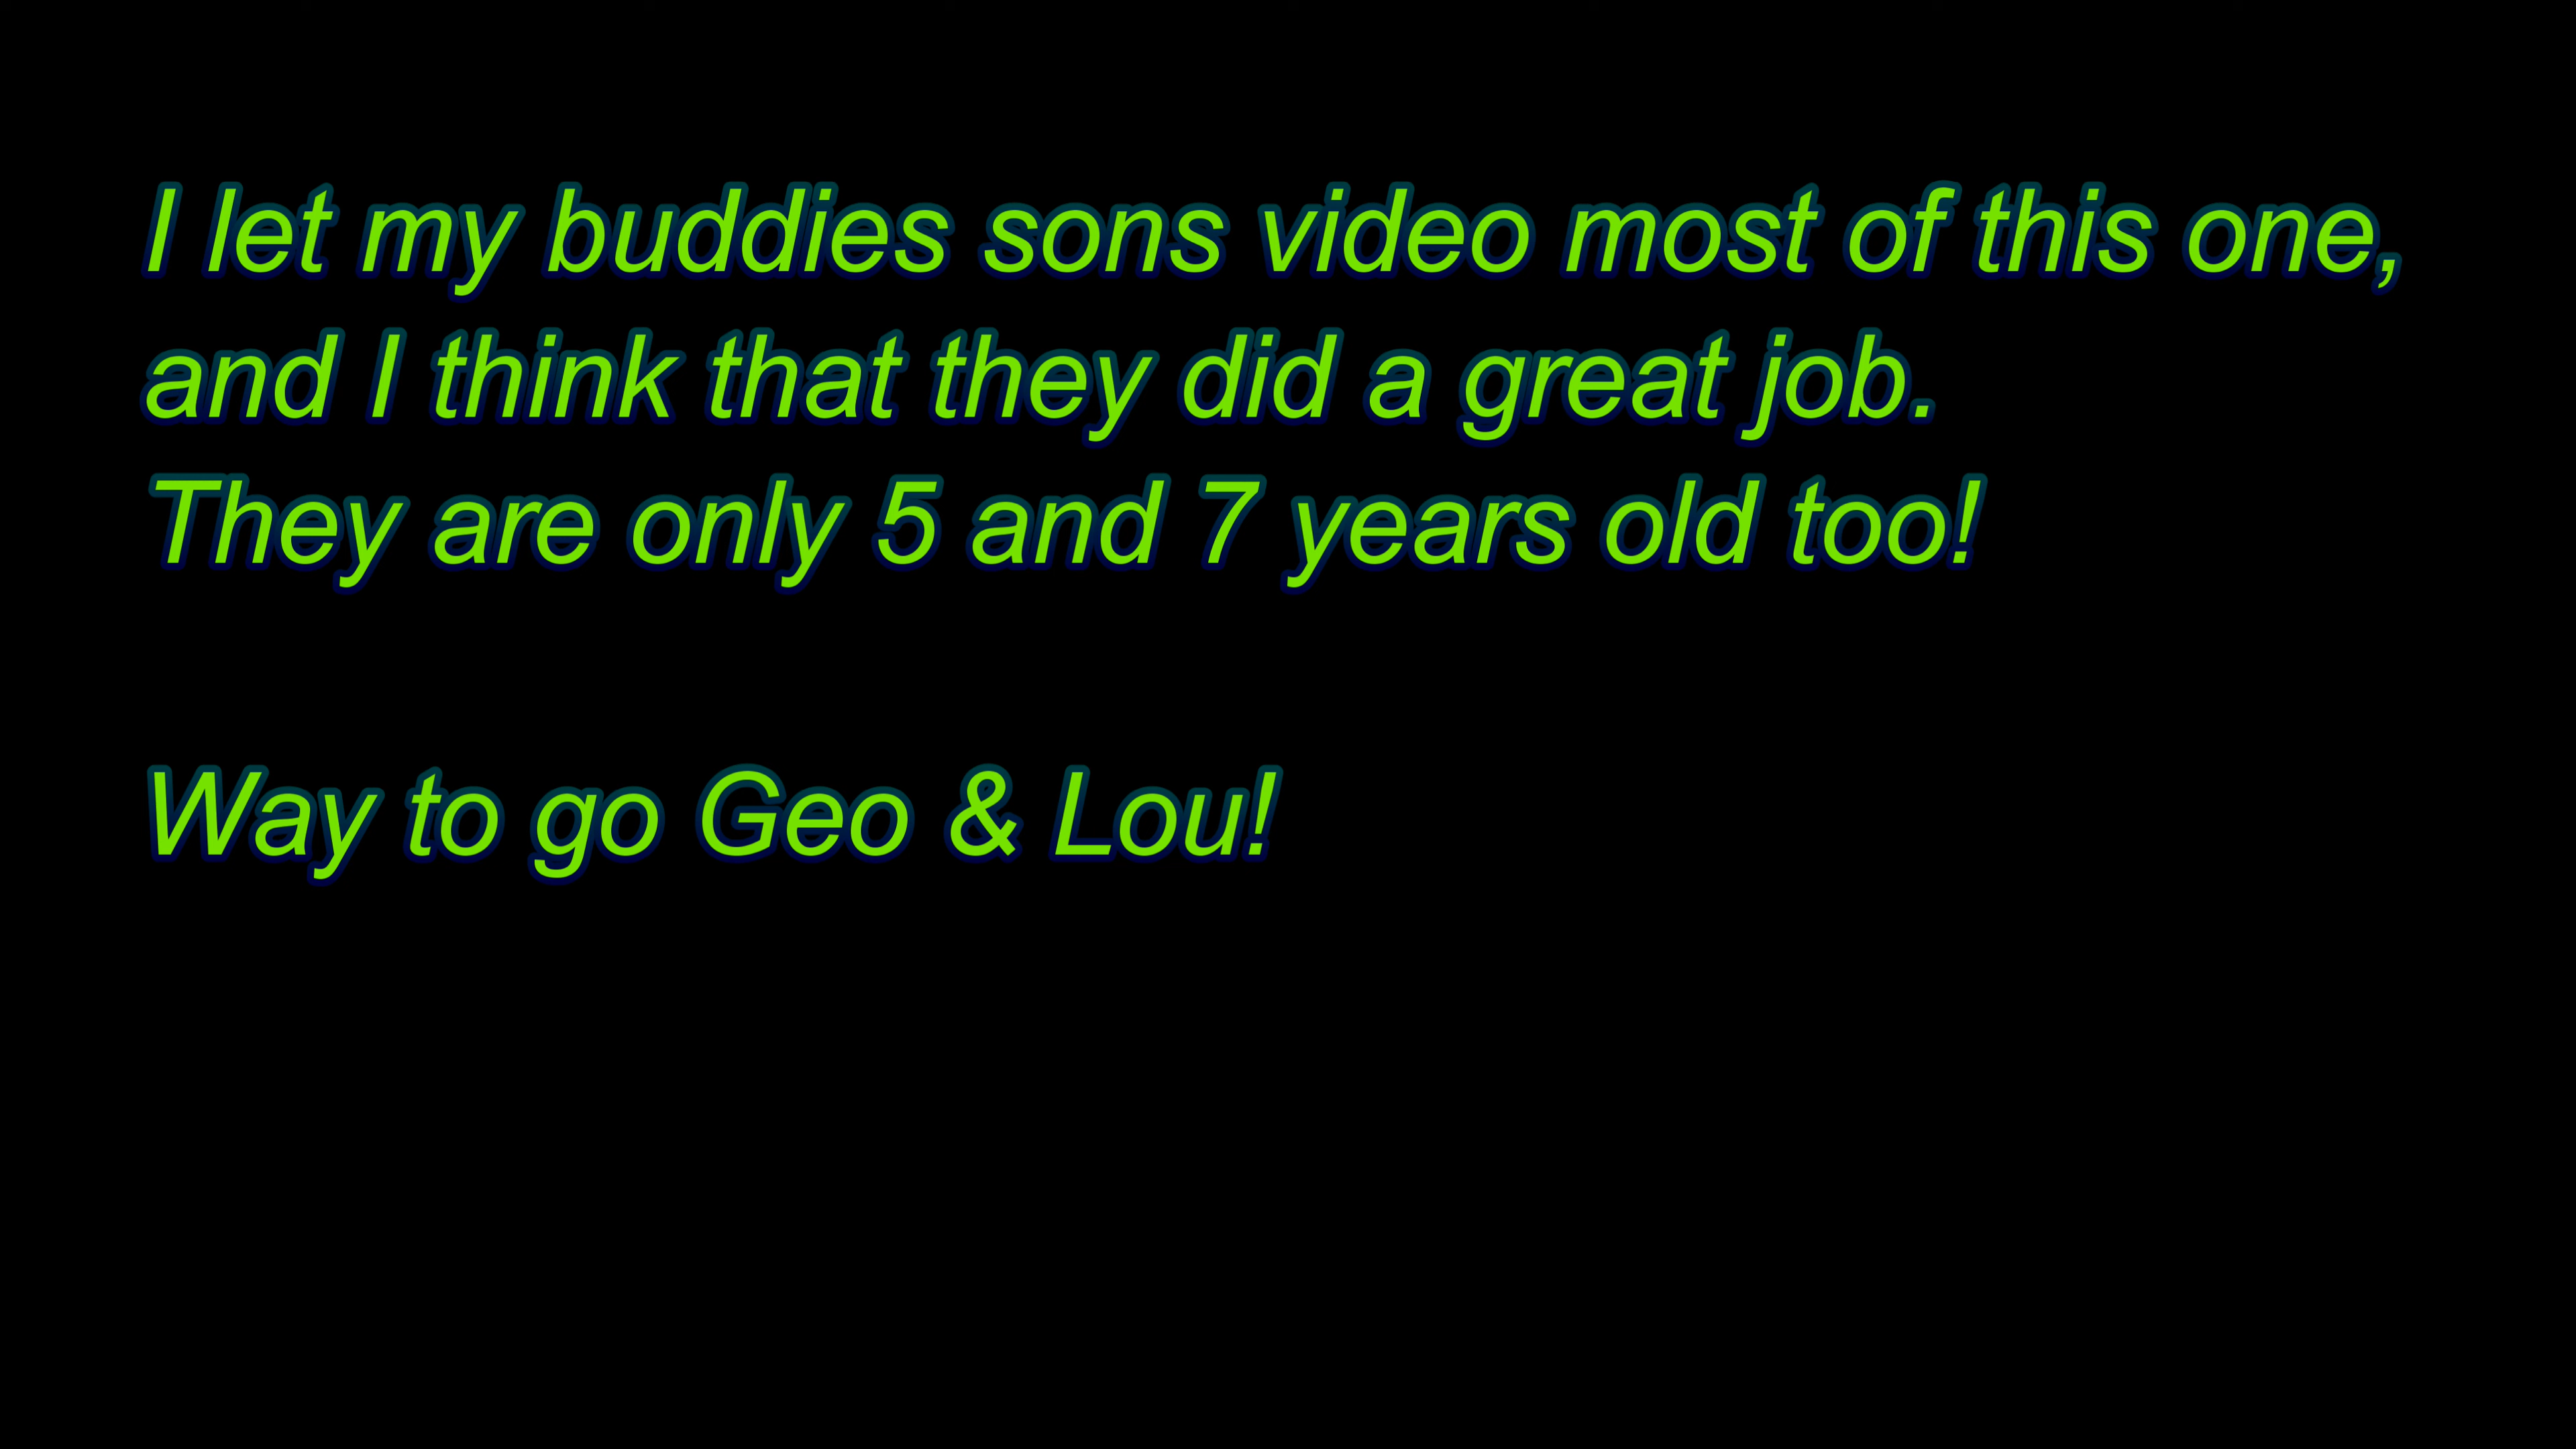 I let my buddies sons video most of this one,
and I think that they did a great job.
They are only 5 and 7 years old too!
Way to go Geo & Lou!